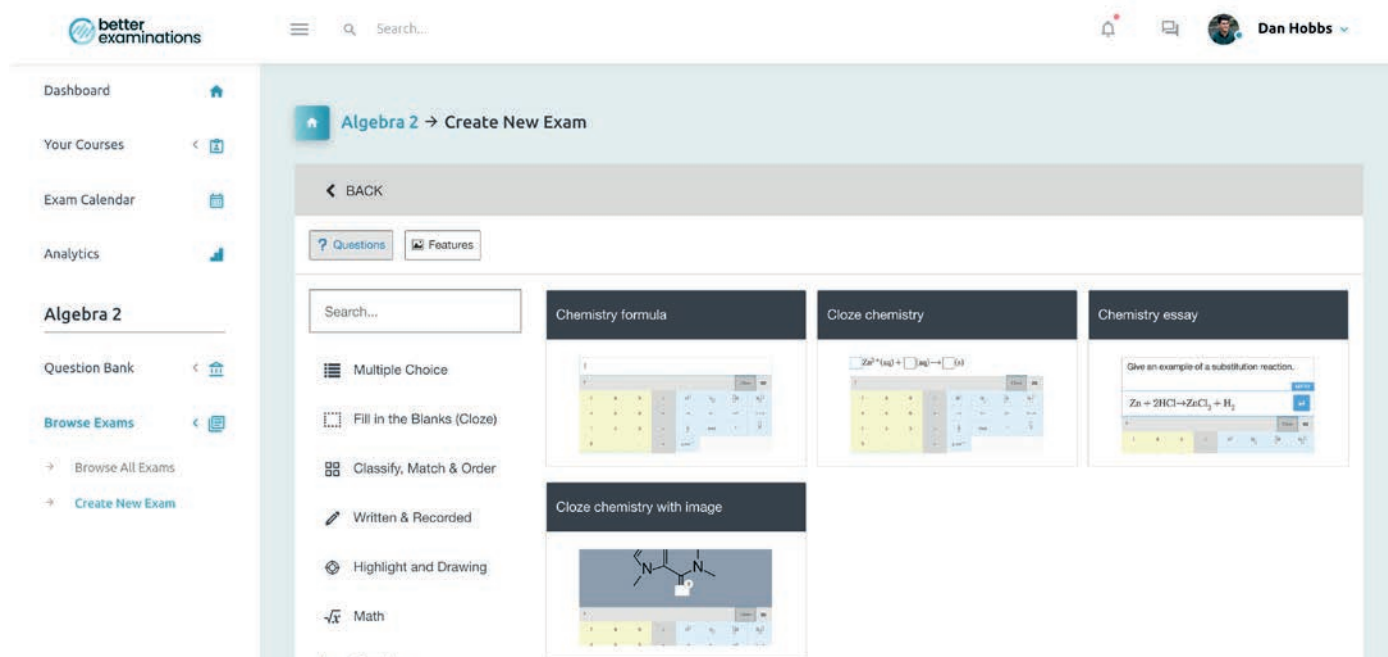 better
examinations
Search...
Dan Hobbs
Dashboard
Your Courses
Exam Calendar
Analytics
Algebra 2
Question Bank
Browse Exams
Browse All Exams
Create New Exam
Algebra 2 → Create New Exam
BACK
? Questions
Features
Search...
Multiple Choice
Fill in the Blanks (Cloze)
Classify, Match & Order
Written & Recorded
Highlight and Drawing
√x Math
Chemistry formula
Cloze chemistry
Zn²⁺(aq) + (aq)→ (s)
Chemistry essay
Give an example of a substitution reaction.
Zn + 2HCl→ZnCl₂ + H₂
Cloze chemistry with image
N
N